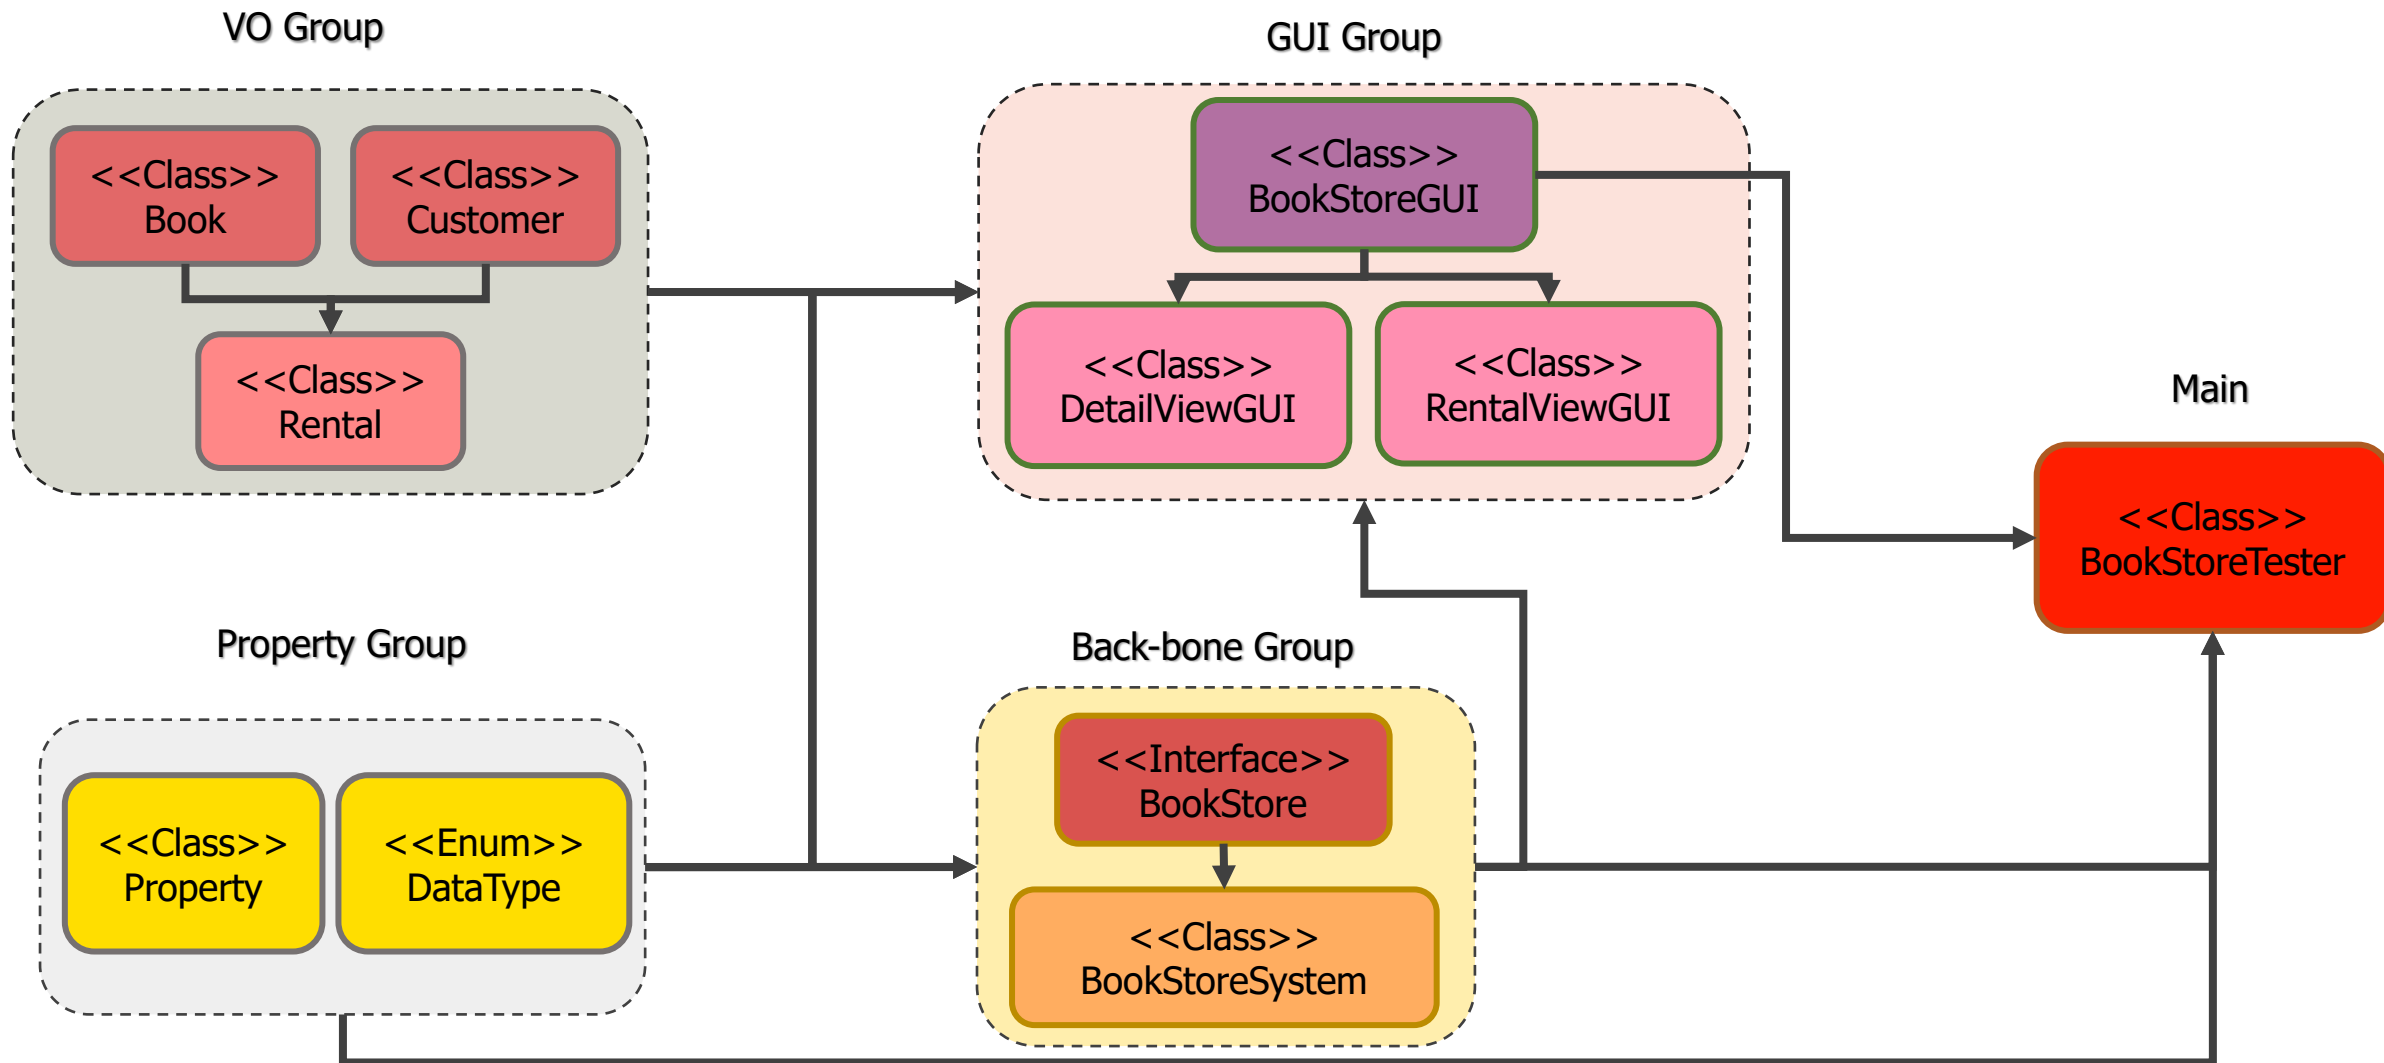 VO Group
<<Class>>
Book
<<Class>>
Customer
<<Class>>
Rental
GUI Group
<<Class>>
BookStoreGUI
<<Class>>
DetailViewGUI
<<Class>>
RentalViewGUI
Main
<<Class>>
BookStoreTester
Property Group
<<Class>>
Property
<<Enum>>
DataType
Back-bone Group
<<Interface>>
BookStore
<<Class>>
BookStoreSystem